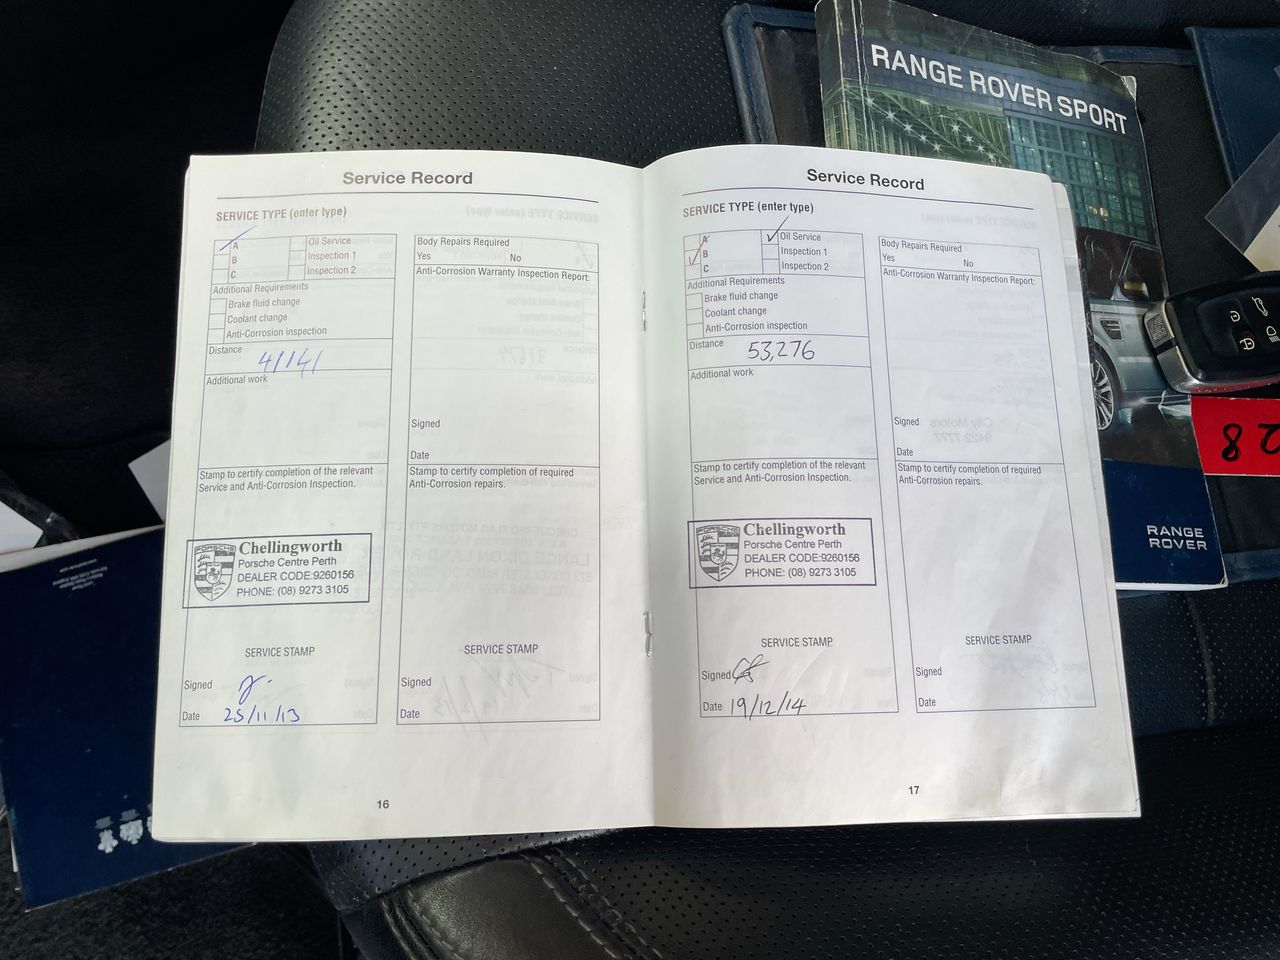 RANGE ROVER SPORT
Service Record
SERVICE TYPE (enter type)
A
B
C
Oil Service
Inspection 1
Inspection 2
Additional Requirements
Brake fluid change
Coolant change
Anti-Corrosion inspection
Distance
41141
Additional work
Stamp to certify completion of the relevant
Service and Anti-Corrosion Inspection.
PORSCHE
Chellingworth
Porsche Centre Perth
DEALER CODE:9260156
PHONE: (08) 9273 3105
SERVICE STAMP
Signed
Date 25/11/13
Body Repairs Required
Yes No
Anti-Corrosion Warranty Inspection Report:
Signed
Date
Stamp to certify completion of required
Anti-Corrosion repairs.
SERVICE STAMP
Signed
Date
16
Service Record
SERVICE TYPE (enter type)
A
B
C
Oil Service
Inspection 1
Inspection 2
Additional Requirements
Brake fluid change
Coolant change
Anti-Corrosion inspection
Distance
53,276
Additional work
Stamp to certify completion of the relevant
Service and Anti-Corrosion Inspection.
PORSCHE
Chellingworth
Porsche Centre Perth
DEALER CODE:9260156
PHONE: (08) 9273 3105
SERVICE STAMP
Signed
Date 19/12/14
Body Repairs Required
Yes No
Anti-Corrosion Warranty Inspection Report:
Signed
Date
Stamp to certify completion of required
Anti-Corrosion repairs.
SERVICE STAMP
Signed
Date
17
RANGE
ROVER